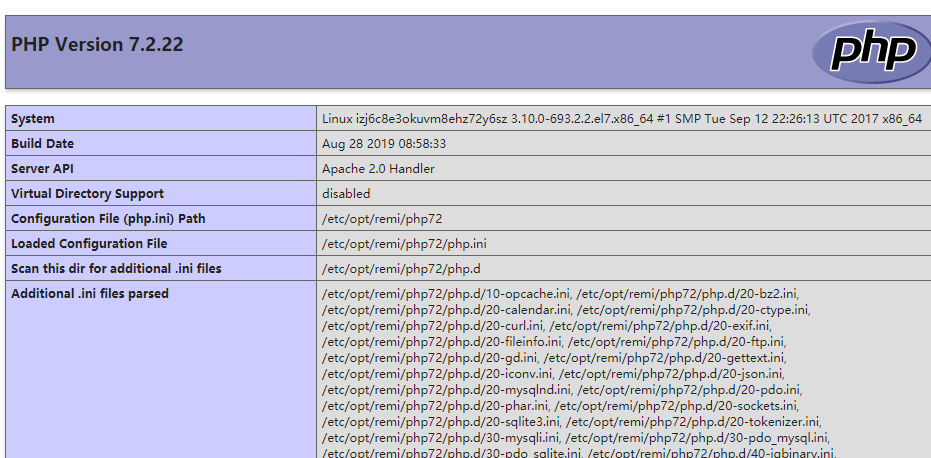 PHP Version 7.2.22
php
System Linux izj6c8e3okuvm8ehz72y6sz 3.10.0-693.2.2.el7.x86_64 #1 SMP Tue Sep 12 22:26:13 UTC 2017 x86_64
Build Date Aug 28 2019 08:58:33
Server API Apache 2.0 Handler
Virtual Directory Support disabled
Configuration File (php.ini) Path /etc/opt/remi/php72
Loaded Configuration File /etc/opt/remi/php72/php.ini
Scan this dir for additional .ini files /etc/opt/remi/php72/php.d
Additional .ini files parsed /etc/opt/remi/php72/php.d/10-opcache.ini, /etc/opt/remi/php72/php.d/20-bz2.ini,
/etc/opt/remi/php72/php.d/20-calendar.ini, /etc/opt/remi/php72/php.d/20-ctype.ini,
/etc/opt/remi/php72/php.d/20-curl.ini, /etc/opt/remi/php72/php.d/20-exif.ini,
/etc/opt/remi/php72/php.d/20-fileinfo.ini, /etc/opt/remi/php72/php.d/20-ftp.ini,
/etc/opt/remi/php72/php.d/20-gd.ini, /etc/opt/remi/php72/php.d/20-gettext.ini,
/etc/opt/remi/php72/php.d/20-iconv.ini, /etc/opt/remi/php72/php.d/20-json.ini,
/etc/opt/remi/php72/php.d/20-mysqlnd.ini, /etc/opt/remi/php72/php.d/20-pdo.ini,
/etc/opt/remi/php72/php.d/20-phar.ini, /etc/opt/remi/php72/php.d/20-sockets.ini,
/etc/opt/remi/php72/php.d/20-sqlite3.ini, /etc/opt/remi/php72/php.d/20-tokenizer.ini,
/etc/opt/remi/php72/php.d/30-mysqli.ini, /etc/opt/remi/php72/php.d/30-pdo_mysql.ini,
/etc/opt/remi/php72/php.d/30-pdo_sqlite.ini, /etc/opt/remi/php72/php.d/40-igbinary.ini,